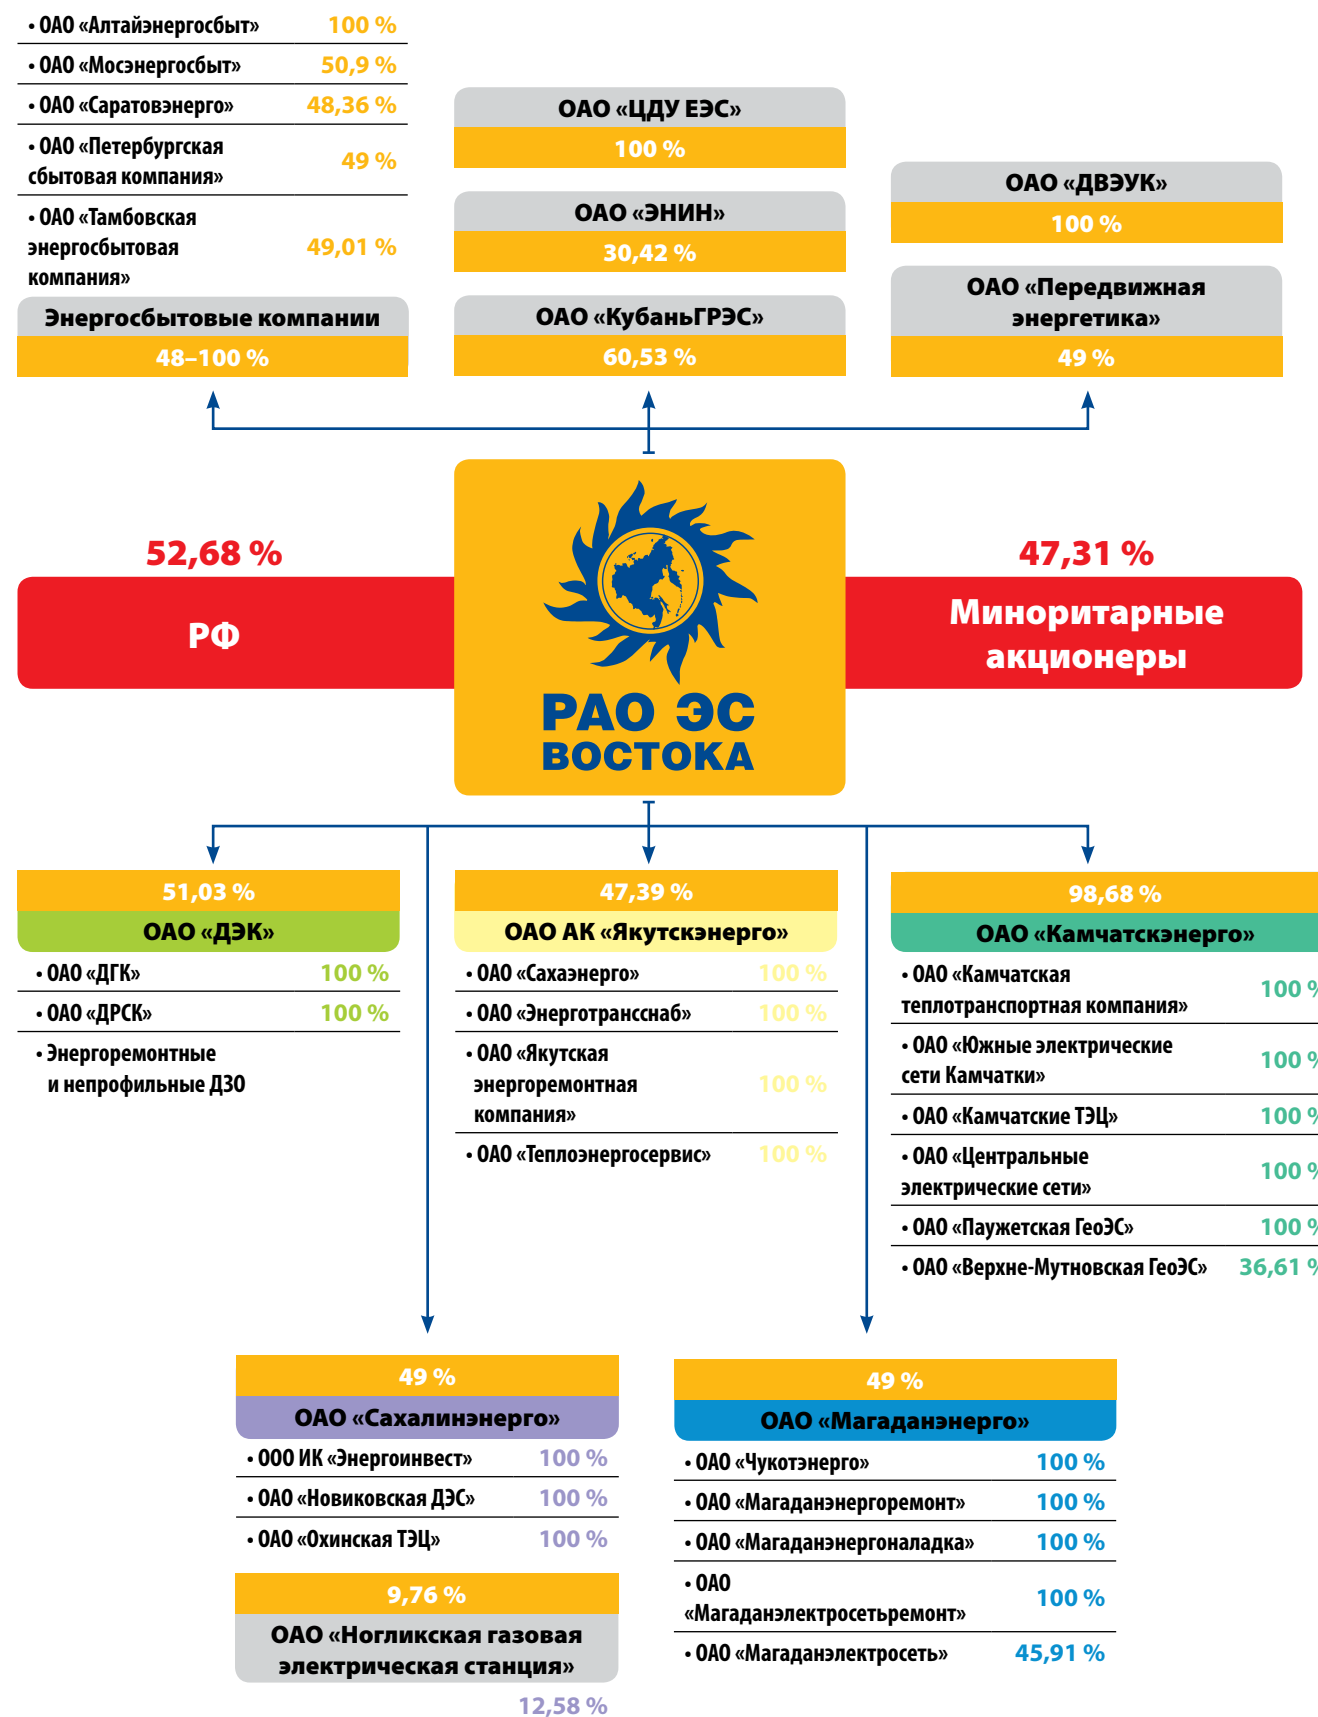 • ОАО «Алтайэнергосбыт» 100 %
• ОАО «Мосэнергосбыт» 50,9 %
• ОАО «Саратовэнерго» 48,36 %
• ОАО «Петербургская
сбытовая компания» 49 %
• ОАО «Тамбовская
энергосбытовая
компания» 49,01 %
Энергосбытовые компании
48–100 %
ОАО «ЦДУ ЕЭС»
100 %
ОАО «ЭНИН»
30,42 %
ОАО «КубаньГРЭС»
60,53 %
ОАО «ДВЭУК»
100 %
ОАО «Передвижная
энергетика»
49 %
52,68 %
РФ
РАО ЭС
ВОСТОКА
47,31 %
Миноритарные
акционеры
51,03 %
ОАО «ДЭК»
• ОАО «ДГК» 100 %
• ОАО «ДРСК» 100 %
• Энергоремонтные
и непрофильные ДЗО
47,39 %
ОАО АК «Якутскэнерго»
• ОАО «Сахаэнерго» 100 %
• ОАО «Энерготрансснаб» 100 %
• ОАО «Якутская
энергоремонтная
компания» 100 %
• ОАО «Теплоэнергосервис» 100 %
98,68 %
ОАО «Камчатскэнерго»
• ОАО «Камчатская
теплотранспортная компания» 100 %
• ОАО «Южные электрические
сети Камчатки» 100 %
• ОАО «Камчатские ТЭЦ» 100 %
• ОАО «Центральные
электрические сети» 100 %
• ОАО «Паужетская ГеоЭС» 100 %
• ОАО «Верхне-Мутновская ГеоЭС» 36,61 %
49 %
ОАО «Сахалинэнерго»
• ООО ИК «Энергоинвест» 100 %
• ОАО «Новиковская ДЭС» 100 %
• ОАО «Охинская ТЭЦ» 100 %
9,76 %
ОАО «Ногликская газовая
электрическая станция»
12,58 %
49 %
ОАО «Магаданэнерго»
• ОАО «Чукотэнерго» 100 %
• ОАО «Магаданэнергоремонт» 100 %
• ОАО «Магаданэнергоналадка» 100 %
• ОАО
«Магаданэлектросетьремонт» 100 %
• ОАО «Магаданэлектросеть» 45,91 %